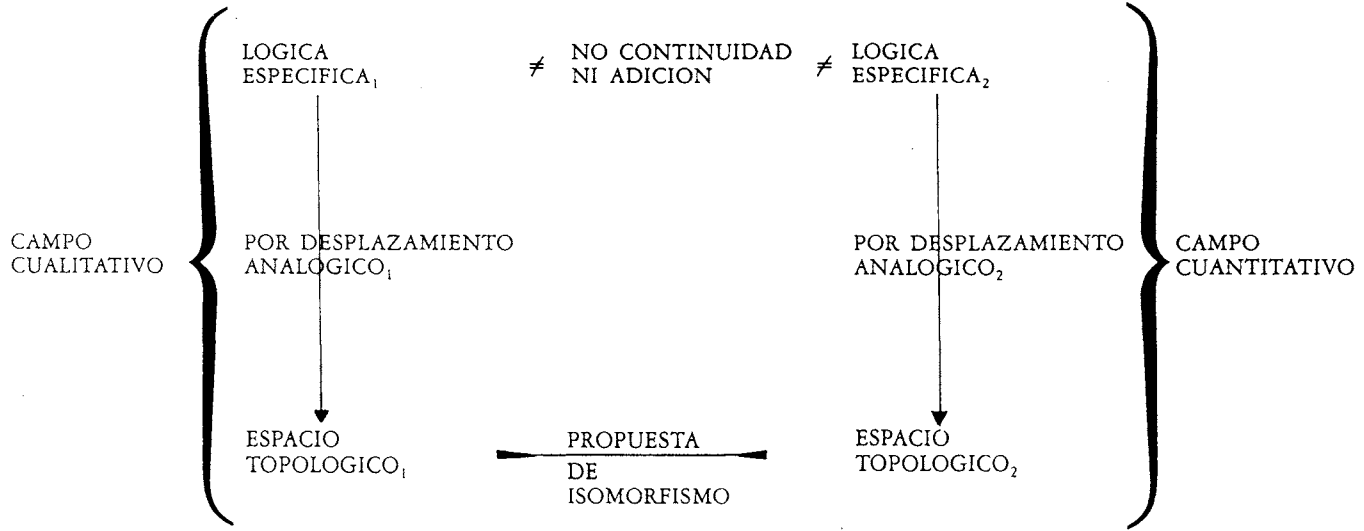 LOGICA
ESPECIFICA₁
≠ NO CONTINUIDAD ≠
NI ADICION
LOGICA
ESPECIFICA₂
CAMPO
CUALITATIVO
POR DESPLAZAMIENTO
ANALOGICO₁
POR DESPLAZAMIENTO
ANALOGICO₂
CAMPO
CUANTITATIVO
ESPACIO
TOPOLOGICO₁
PROPUESTA
DE
ISOMORFISMO
ESPACIO
TOPOLOGICO₂